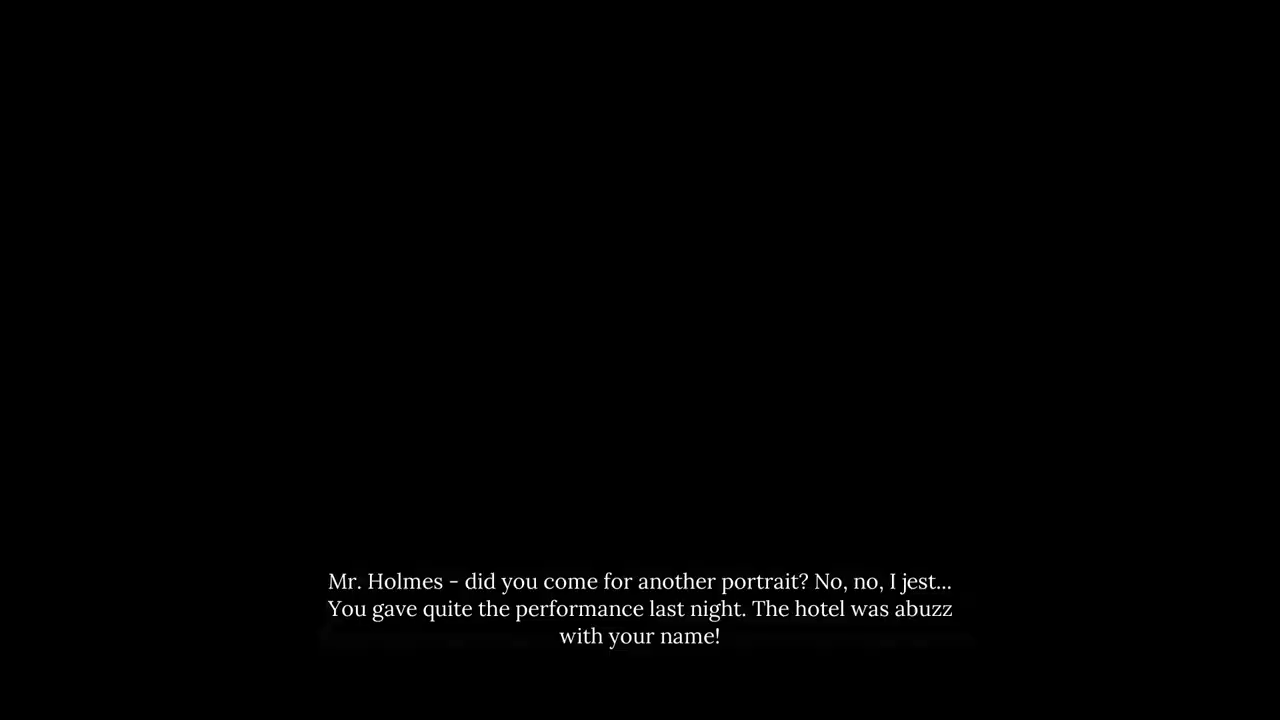 Mr. Holmes - did you come for another portrait? No, no, I jest...
You gave quite the performance last night. The hotel was abuzz
with your name!